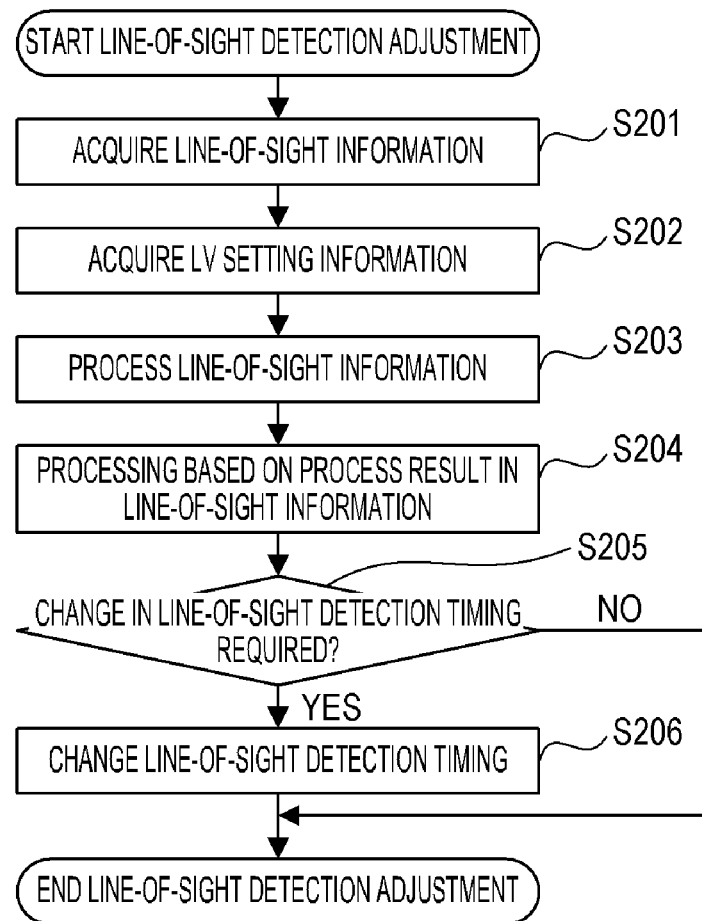 START LINE-OF-SIGHT DETECTION ADJUSTMENT
S201
ACQUIRE LINE-OF-SIGHT INFORMATION
S202
ACQUIRE LV SETTING INFORMATION
S203
PROCESS LINE-OF-SIGHT INFORMATION
S204
PROCESSING BASED ON PROCESS RESULT IN
LINE-OF-SIGHT INFORMATION
S205
CHANGE IN LINE-OF-SIGHT DETECTION TIMING
REQUIRED?
NO
YES
S206
CHANGE LINE-OF-SIGHT DETECTION TIMING
END LINE-OF-SIGHT DETECTION ADJUSTMENT